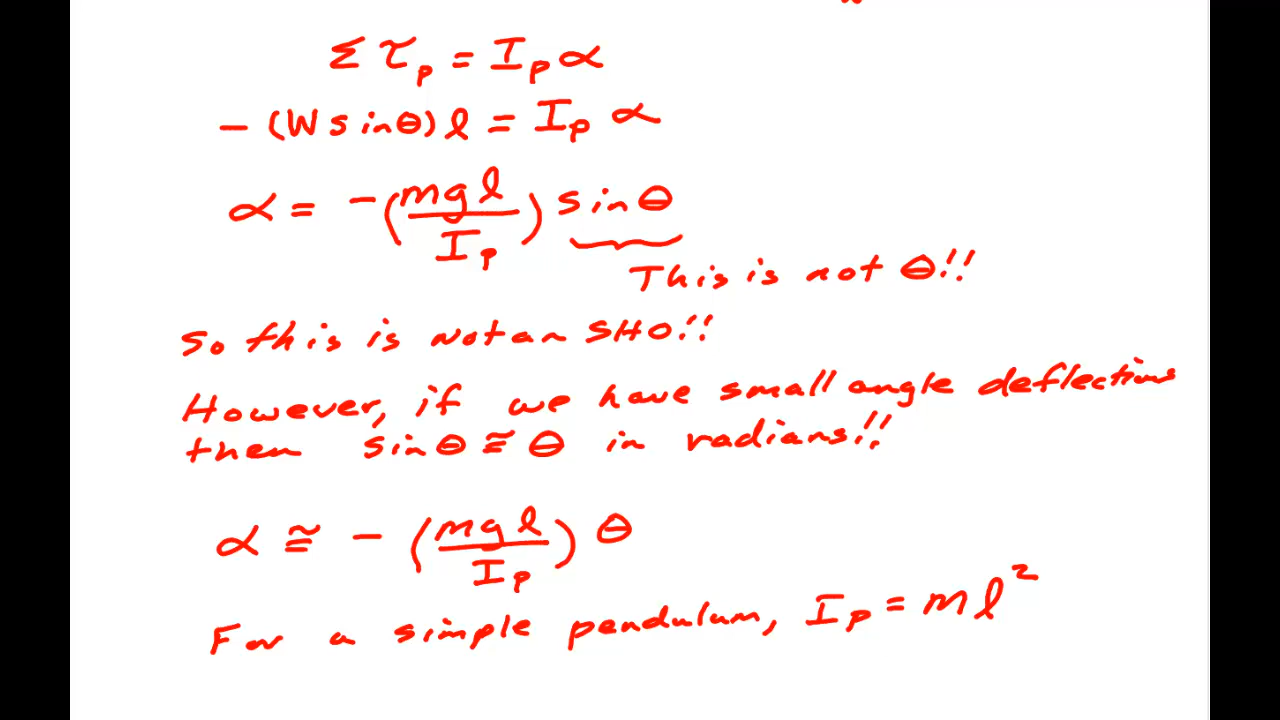 Σ τ_p = I_p α
- (W sinθ) l = I_p α
α = - (mgl / I_p) sinθ
This is not θ!!
So this is not an SHO!!
However, if we have small angle deflections
then sinθ ≅ θ in radians!!
α ≅ - (mgl / I_p) θ
For a simple pendulum, I_p = ml²